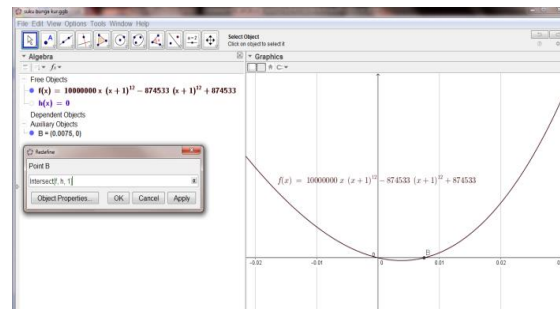 suku bunga kur.ggb
File Edit View Options Tools Window Help
Select Object
Click on object to select it
Algebra
Graphics
Free Objects
f(x) = 10000000 x (x + 1)¹² − 874533 (x + 1)¹² + 874533
h(x) = 0
Dependent Objects
Auxiliary Objects
B = (0.0075, 0)
Redefine
Point B
Intersect[f, h, 1]
Object Properties...
OK
Cancel
Apply
f(x) = 10000000 x (x + 1)¹² − 874533 (x + 1)¹² + 874533
B
-0.02
-0.01
0
0.01
0.02